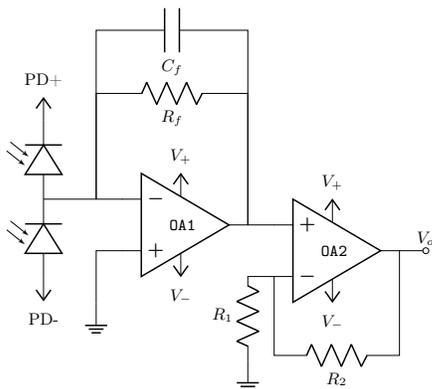 C_f
PD+
R_f
V_+
− OA1 +
V_+
+ OA2 −
V_o
V_−
PD-
R_1
V_−
R_2